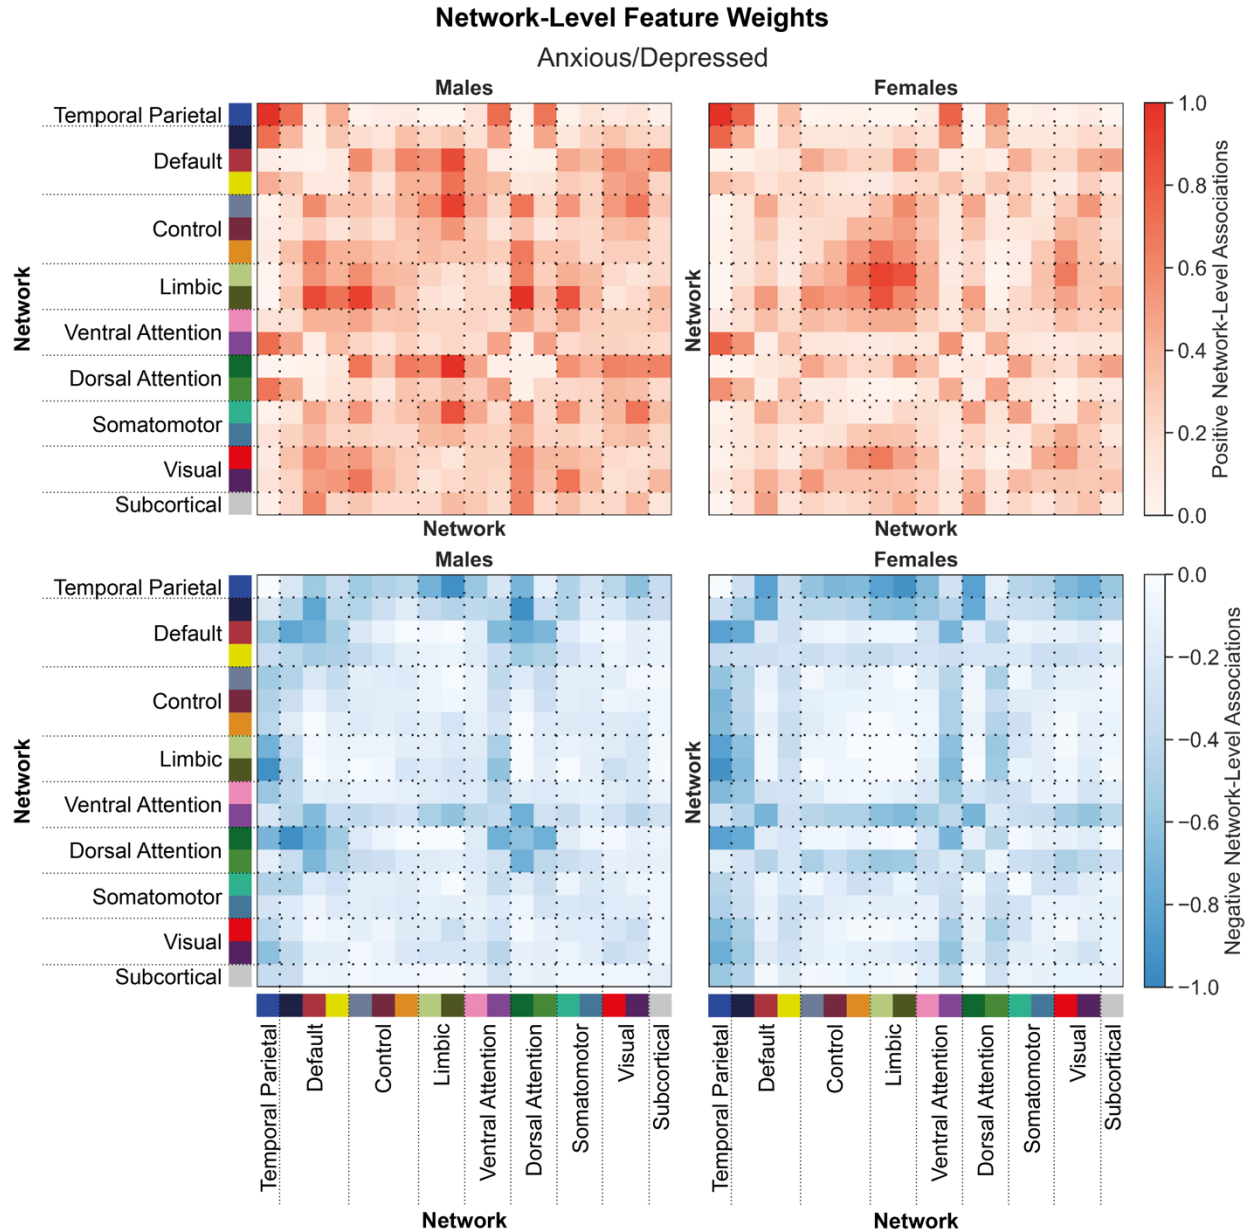 Network-Level Feature Weights
Anxious/Depressed
Males
Females
Temporal Parietal
Default
Control
Limbic
Ventral Attention
Dorsal Attention
Somatomotor
Visual
Subcortical
Network
Network
Network
Network
1.0
0.8
0.6
0.4
0.2
0.0
Positive Network-Level Associations
Males
Females
Temporal Parietal
Default
Control
Limbic
Ventral Attention
Dorsal Attention
Somatomotor
Visual
Subcortical
Network
Network
0.0
−0.2
−0.4
−0.6
−0.8
−1.0
Negative Network-Level Associations
Temporal Parietal
Default
Control
Limbic
Ventral Attention
Dorsal Attention
Somatomotor
Visual
Subcortical
Temporal Parietal
Default
Control
Limbic
Ventral Attention
Dorsal Attention
Somatomotor
Visual
Subcortical
Network
Network